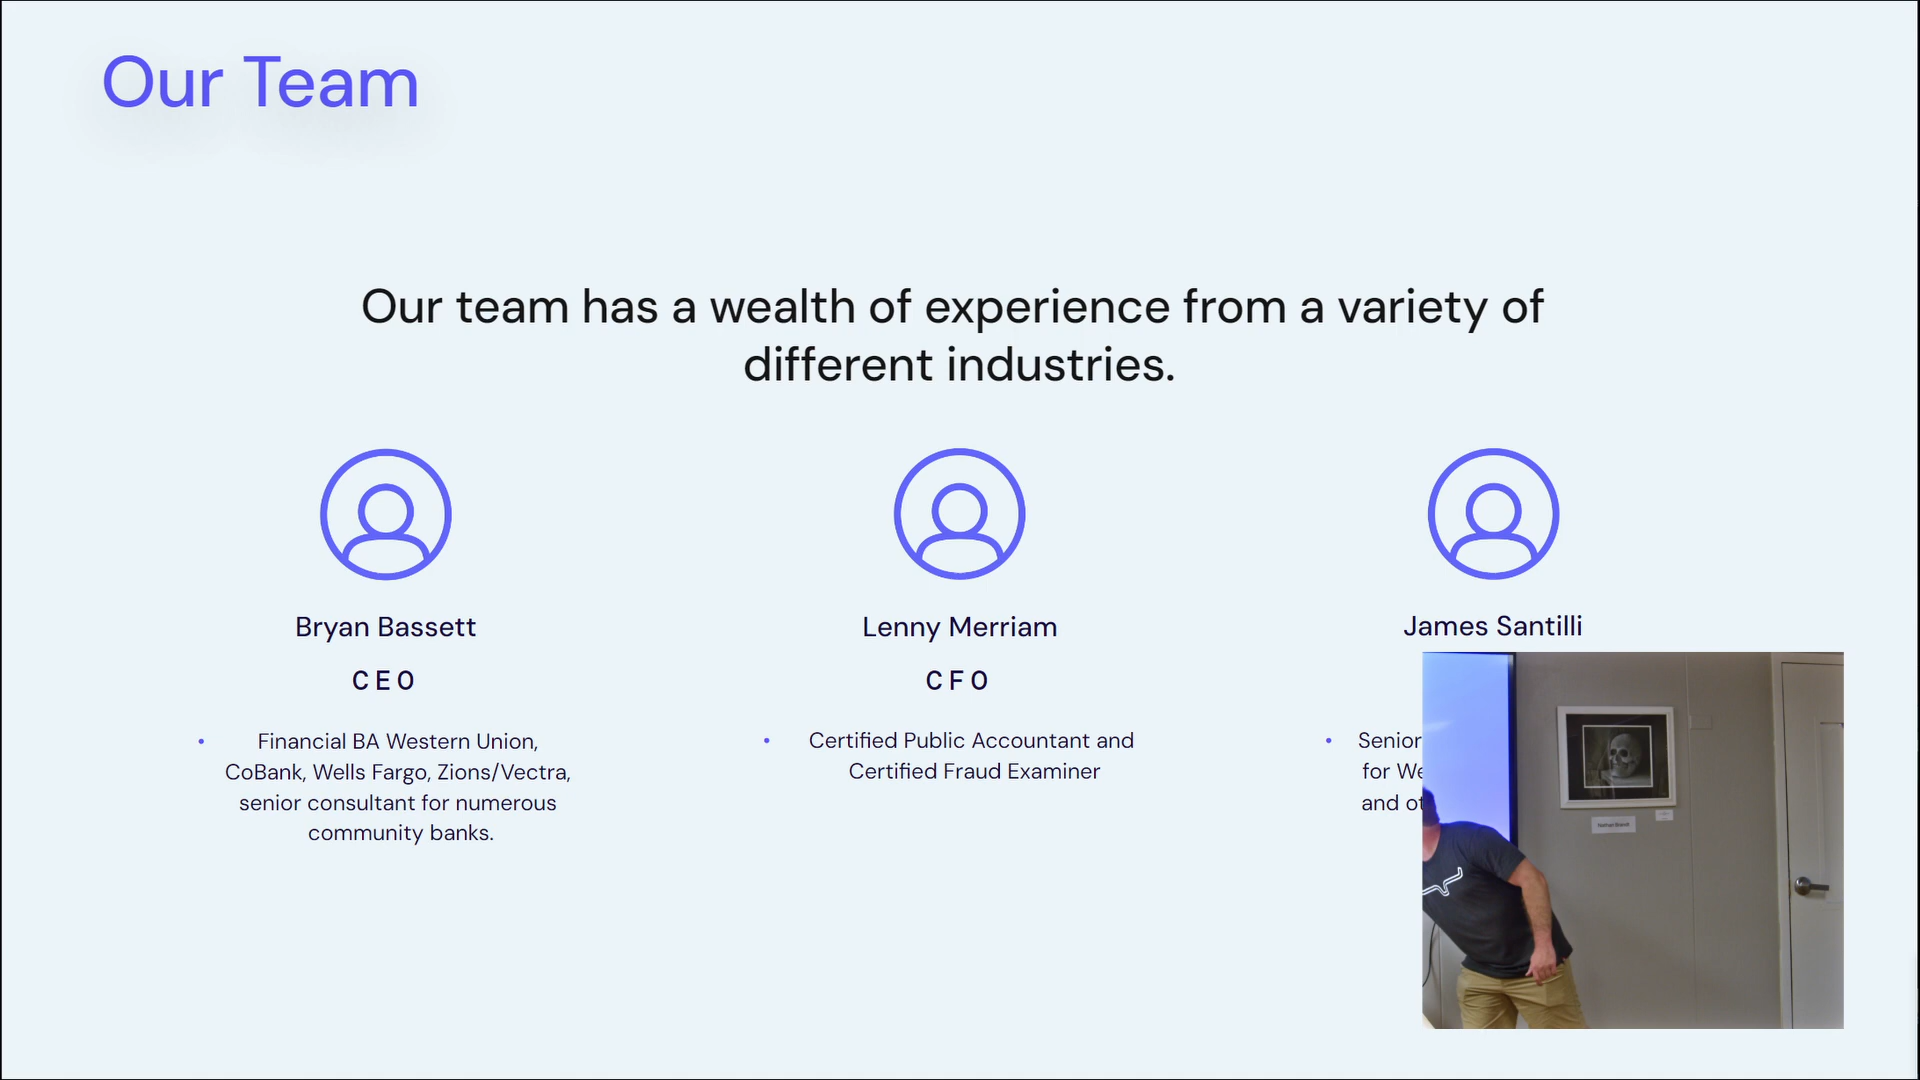 Our Team
Our team has a wealth of experience from a variety of
different industries.
Bryan Bassett
CEO
Financial BA Western Union,
CoBank, Wells Fargo, Zions/Vectra,
senior consultant for numerous
community banks.
Lenny Merriam
CFO
Certified Public Accountant and
Certified Fraud Examiner
James Santilli
Senior
for We
and ot